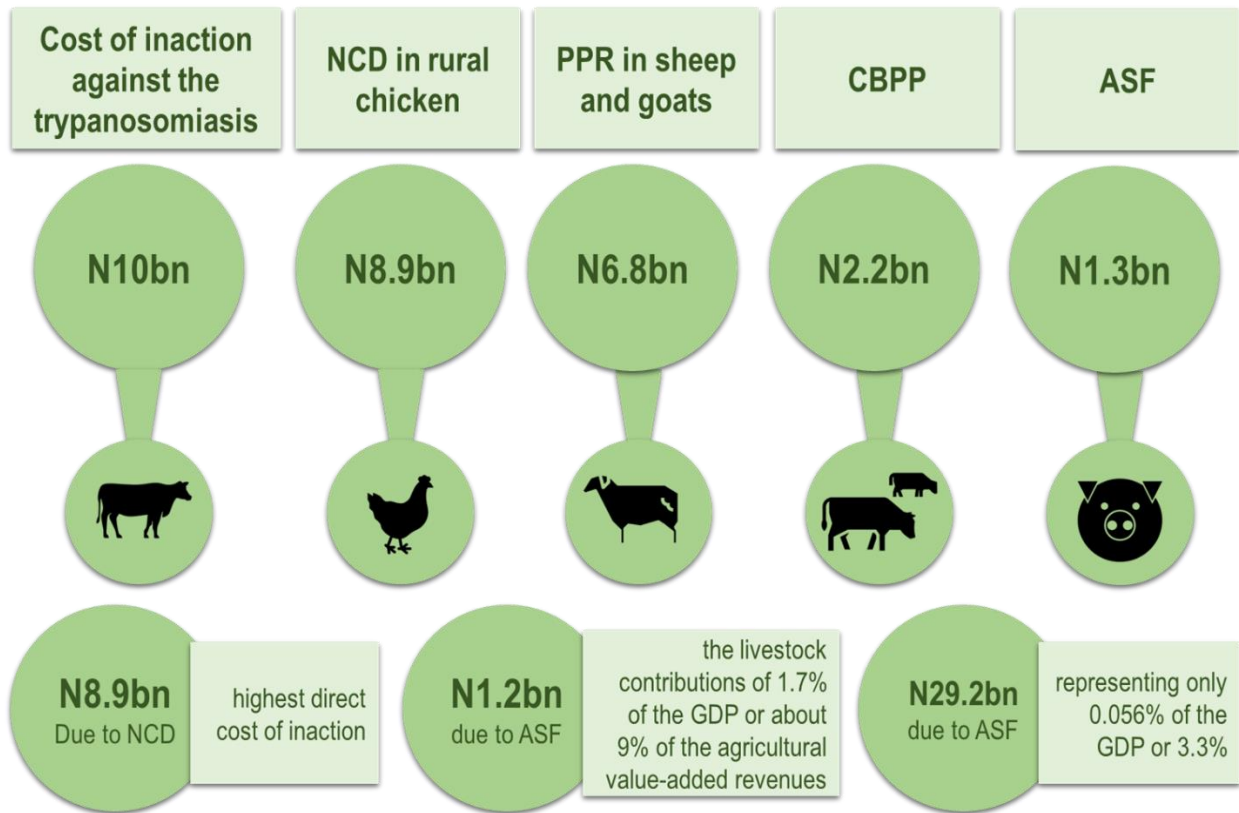 Cost of inaction
against the
trypanosomiasis
NCD in rural
chicken
PPR in sheep
and goats
CBPP
ASF
N10bn
N8.9bn
N6.8bn
N2.2bn
N1.3bn
N8.9bn
Due to NCD
highest direct
cost of inaction
N1.2bn
due to ASF
the livestock
contributions of 1.7%
of the GDP or about
9% of the agricultural
value-added revenues
N29.2bn
due to ASF
representing only
0.056% of the
GDP or 3.3%